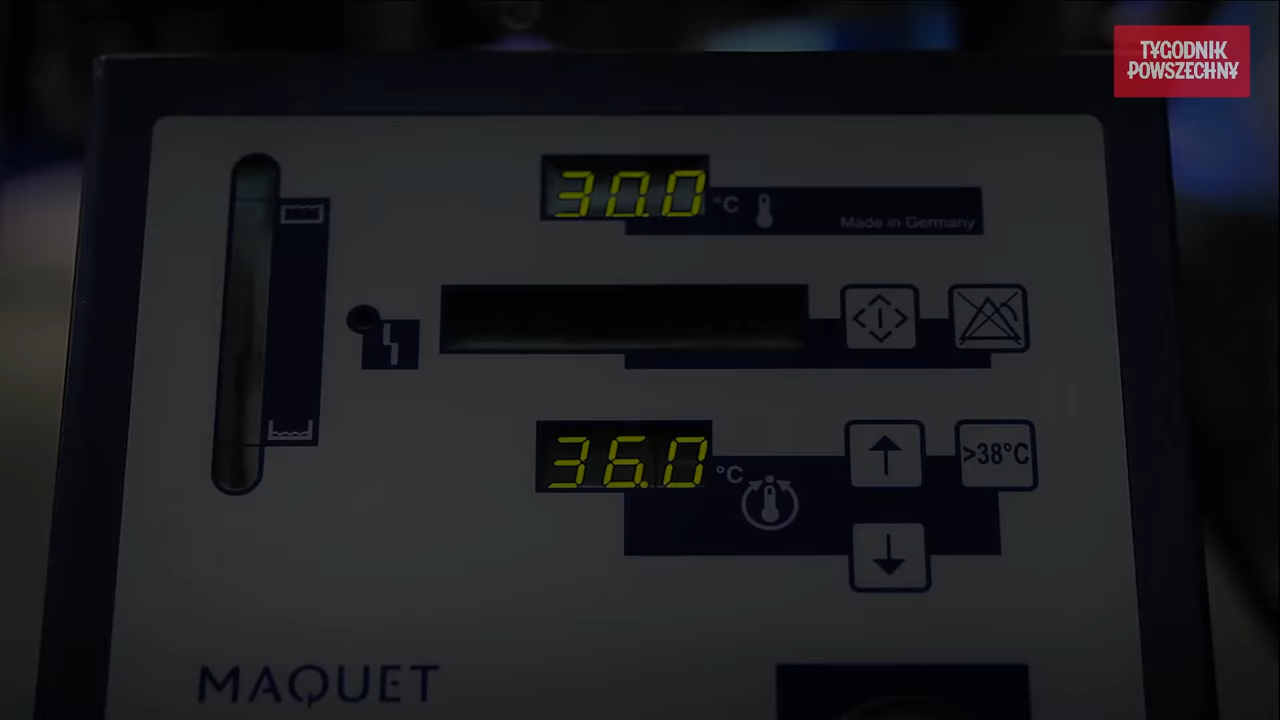 TYGODNIK
POWSZECHNY
30.0 °C
Made in Germany
36.0 °C
>38°C
MAQUET